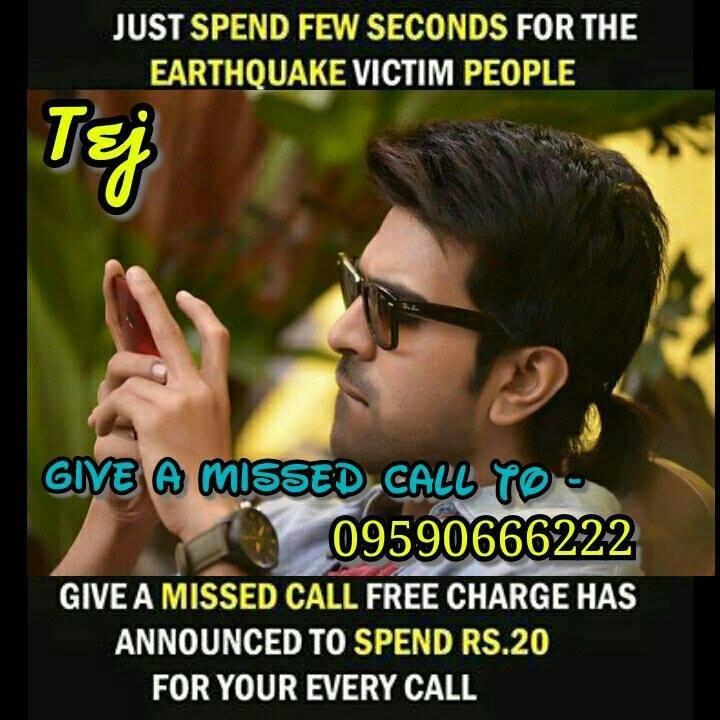 JUST SPEND FEW SECONDS FOR THE
EARTHQUAKE VICTIM PEOPLE
Tej
GIVE A MISSED CALL TO -
09590666222
GIVE A MISSED CALL FREE CHARGE HAS
ANNOUNCED TO SPEND RS.20
FOR YOUR EVERY CALL